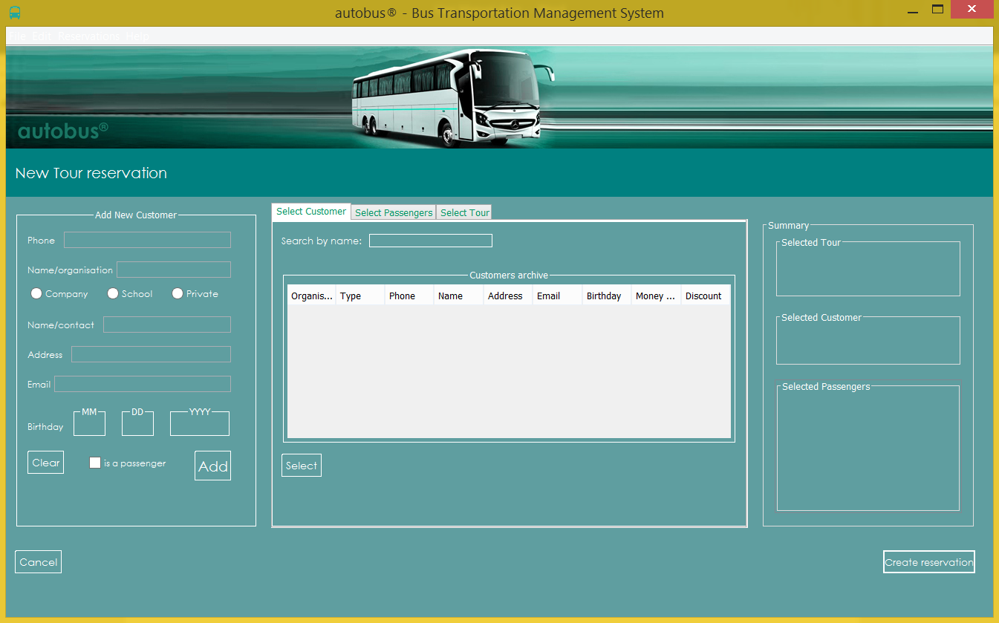 autobus® - Bus Transportation Management System
File Edit Reservations Help
autobus®
New Tour reservation
Add New Customer
Phone
Name/organisation
Company School Private
Name/contact
Address
Email
Birthday MM DD YYYY
Clear is a passenger Add
Select Customer Select Passengers Select Tour
Search by name:
Customers archive
Organis... Type Phone Name Address Email Birthday Money ... Discount
Select
Summary
Selected Tour
Selected Customer
Selected Passengers
Cancel
Create reservation